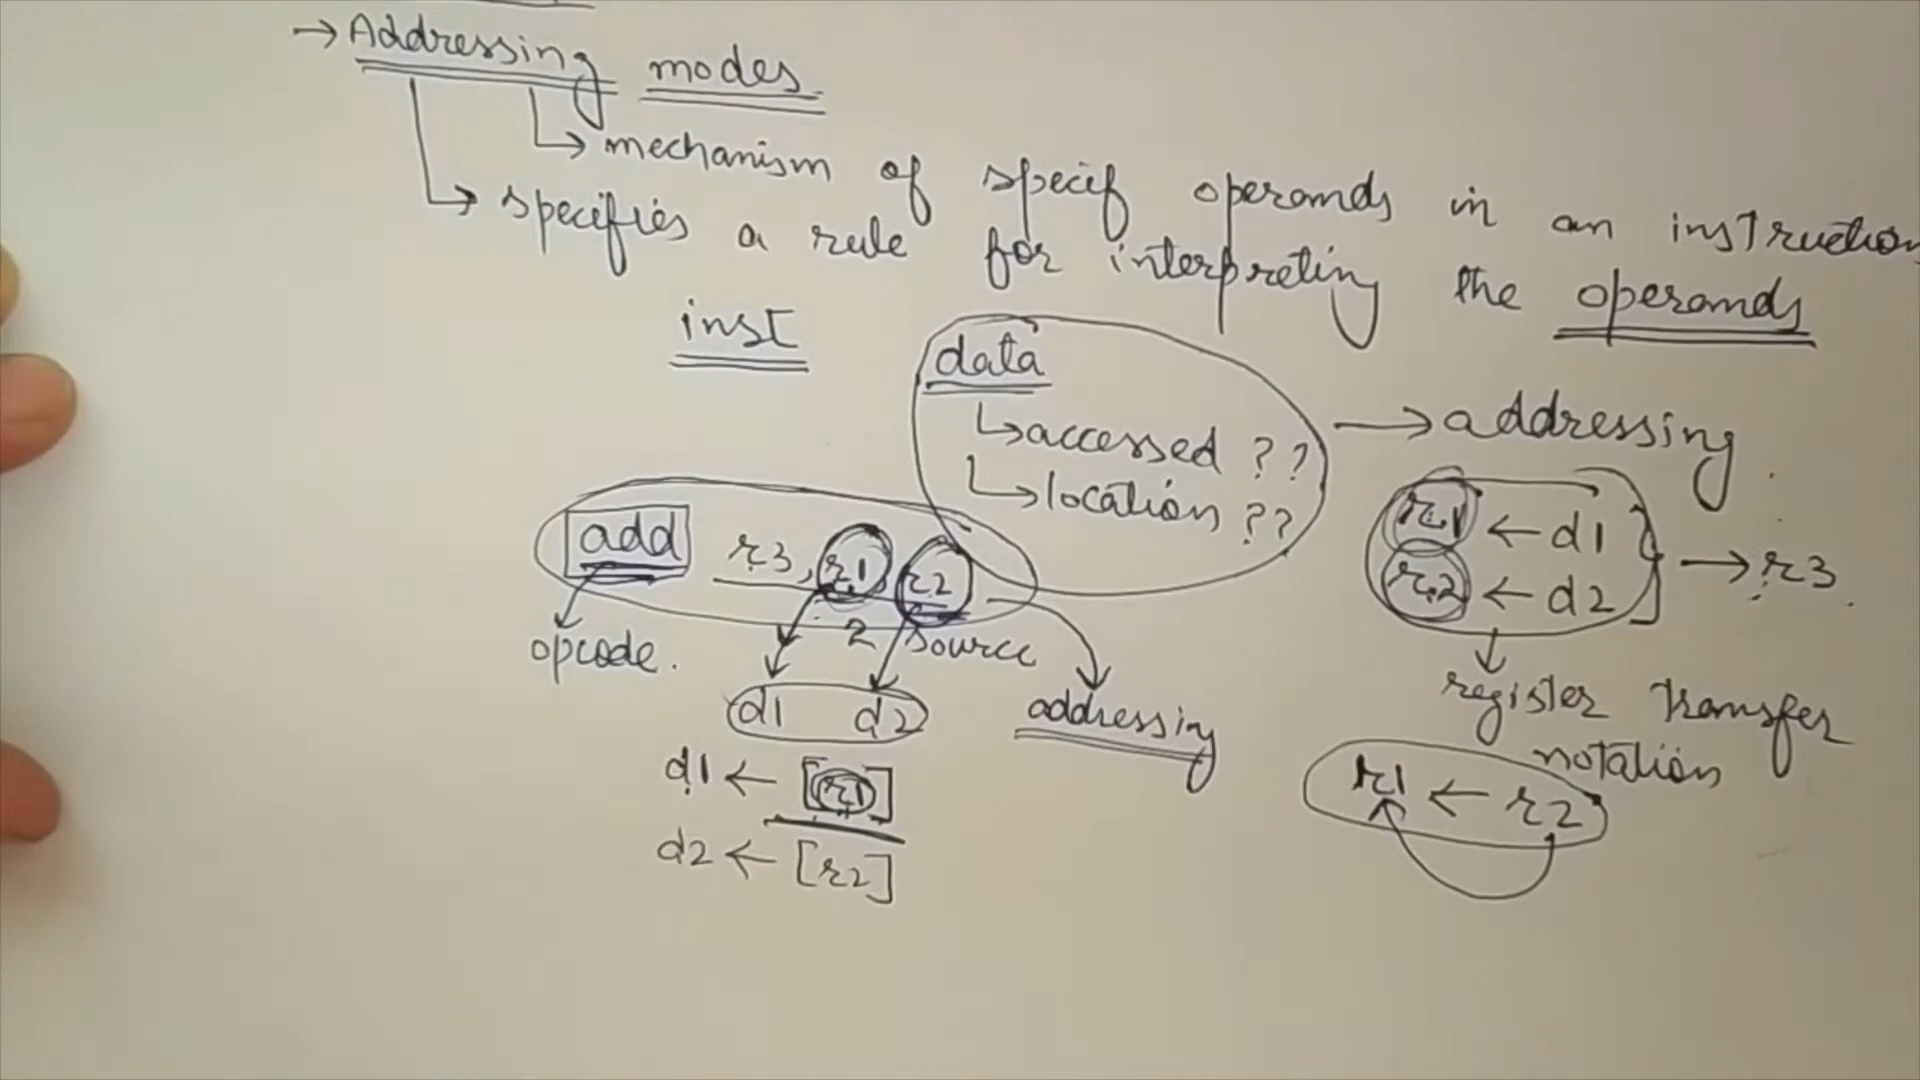 → Addressing modes
↳ mechanism of specif operands in an instruction
↳ specifies a rule for interpreting the operands
inst
data
↳ accessed ??
↳ location ??
→ addressing
add r3, r1, r2
opcode.
2 source
addressing
d1 d2
d1 ← [r1]
d2 ← [r2]
r1 ← d1
r2 ← d2
→ r3
register transfer
notation
r1 ← r2